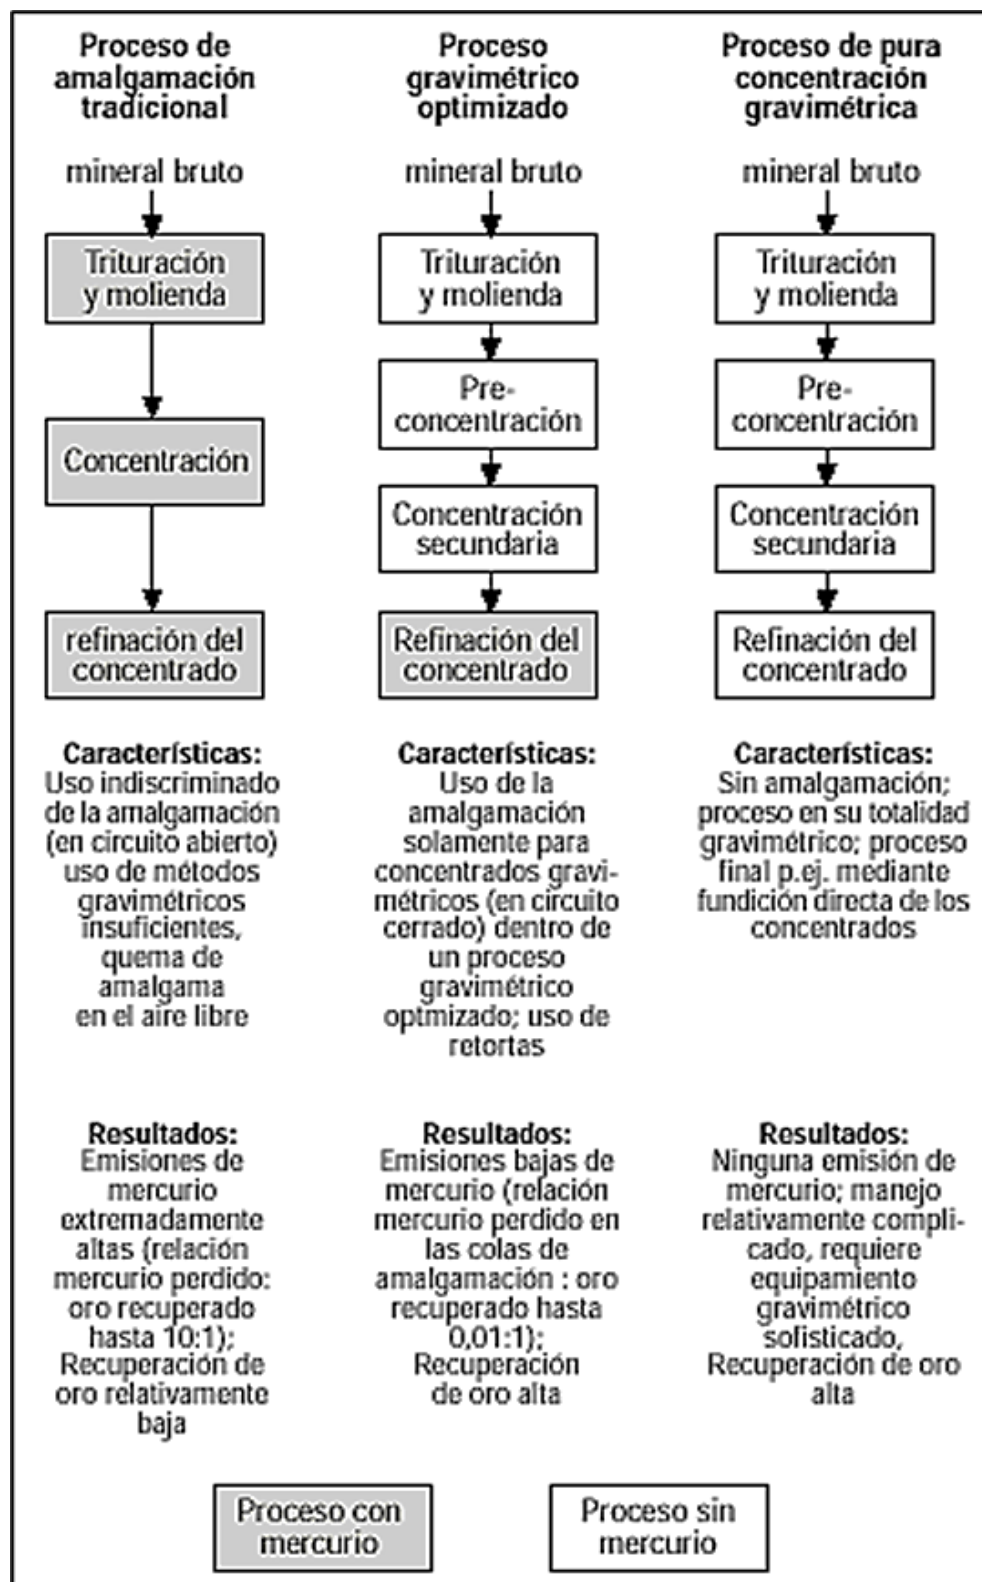 Proceso de
amalgamación
tradicional
mineral bruto
Trituración
y molienda
Concentración
refinación del
concentrado
Características:
Uso indiscriminado
de la amalgamación
(en circuito abierto)
uso de métodos
gravimétricos
insuficientes,
quema de
amalgama
en el aire libre
Resultados:
Emisiones de
mercurio
extremadamente
altas (relación
mercurio perdido:
oro recuperado
hasta 10:1);
Recuperación de
oro relativamente
baja
Proceso
gravimétrico
optimizado
mineral bruto
Trituración
y molienda
Pre-
concentración
Concentración
secundaria
Refinación del
concentrado
Características:
Uso de la
amalgamación
solamente para
concentrados gravi-
métricos (en circuito
cerrado) dentro de
un proceso
gravimétrico
optmizado; uso de
retortas
Resultados:
Emisiones bajas de
mercurio (relación
mercurio perdido en
las colas de
amalgamación : oro
recuperado hasta
0,01:1);
Recuperación
de oro alta
Proceso de pura
concentración
gravimétrica
mineral bruto
Trituración
y molienda
Pre-
concentración
Concentración
secundaria
Refinación del
concentrado
Características:
Sin amalgamación;
proceso en su totalidad
gravimétrico; proceso
final p.ej. mediante
fundición directa de los
concentrados
Resultados:
Ninguna emisión de
mercurio; manejo
relativamente compli-
cado, requiere
equipamiento
gravimétrico
sofisticado,
Recuperación de oro
alta
Proceso con
mercurio
Proceso sin
mercurio